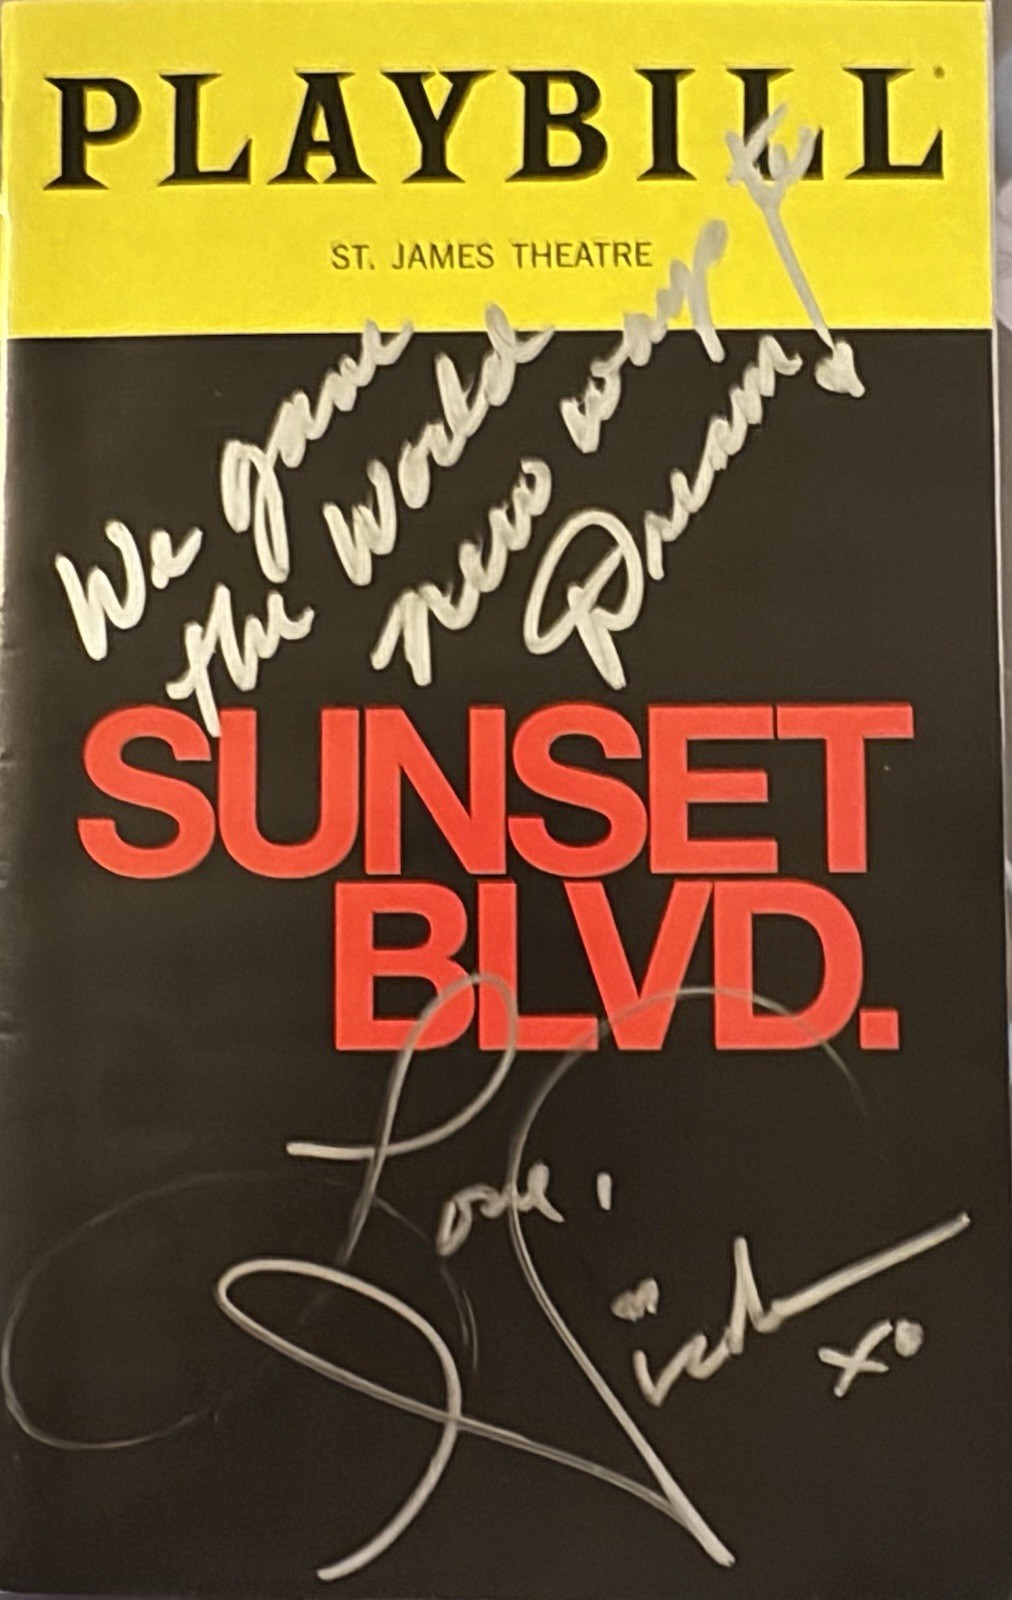 PLAYBILL
ST. JAMES THEATRE
We gave
the World
new ways
to
Dream
SUNSET
BLVD.
Love,
xo